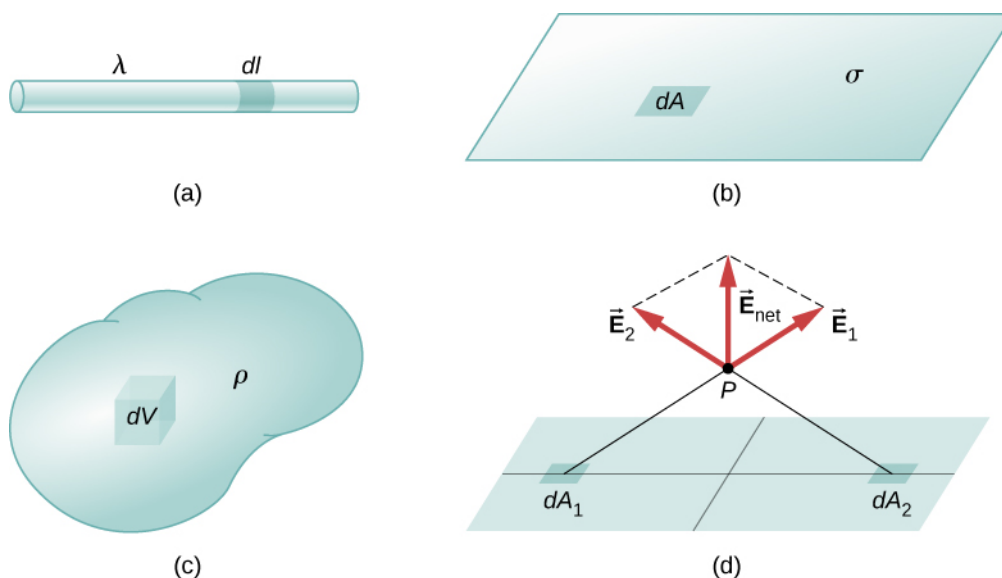 λ dl
(a)
dA σ
(b)
dV ρ
(c)
E⃗₂ E⃗net E⃗₁
P
dA₁ dA₂
(d)